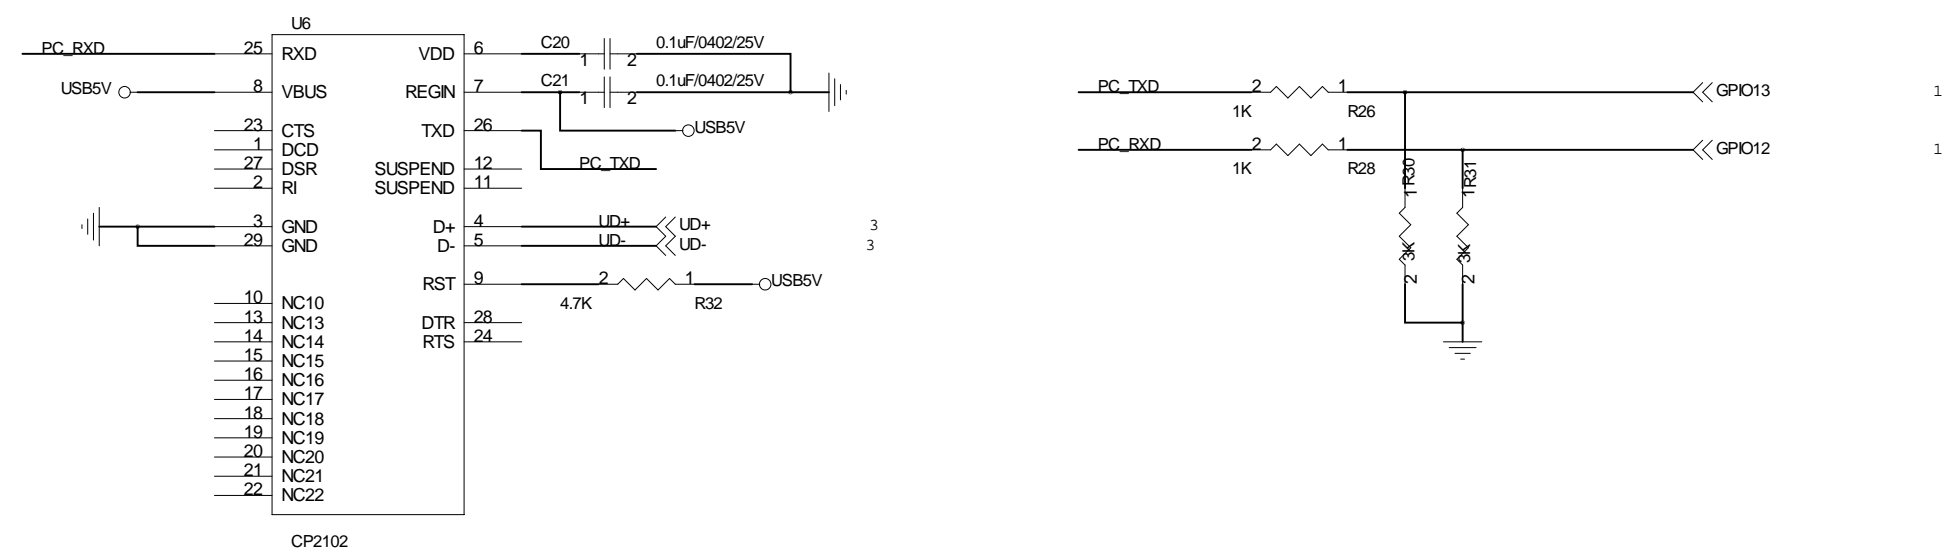 U6
PC_RXD 25 RXD VDD 6 C20 1 2 0.1uF/0402/25V
USB5V 8 VBUS REGIN 7 C21 1 2 0.1uF/0402/25V
23 CTS TXD 26 USB5V
1 DCD
27 DSR SUSPEND 12 PC_TXD
2 RI SUSPEND 11
3 GND D+ 4 UD+ UD+ 3
29 GND D- 5 UD- UD- 3
RST 9 2 1 USB5V
4.7K R32
10 NC10
13 NC13 DTR 28
14 NC14 RTS 24
15 NC15
16 NC16
17 NC17
18 NC18
19 NC19
20 NC20
21 NC21
22 NC22
CP2102
PC_TXD 2 1 GPIO13 1
1K R26
PC_RXD 2 1 GPIO12 1
1K R28
1 R30
3K
2
1 R31
3K
2